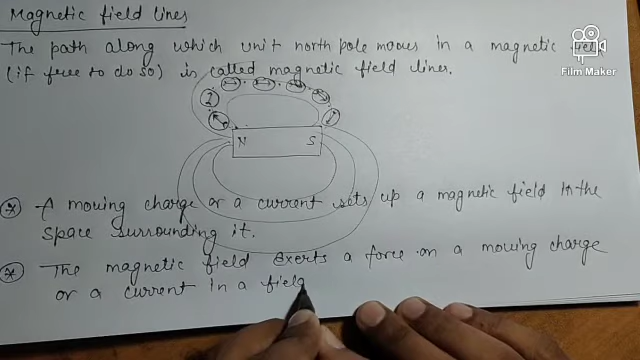 Magnetic field lines
The path along which unit north pole moves in a magnetic field
(if free to do so) is called magnetic field lines.
N S
A moving charge or a current sets up a magnetic field in the
space surrounding it.
The magnetic field exerts a force on a moving charge
or a current in a field
Film Maker